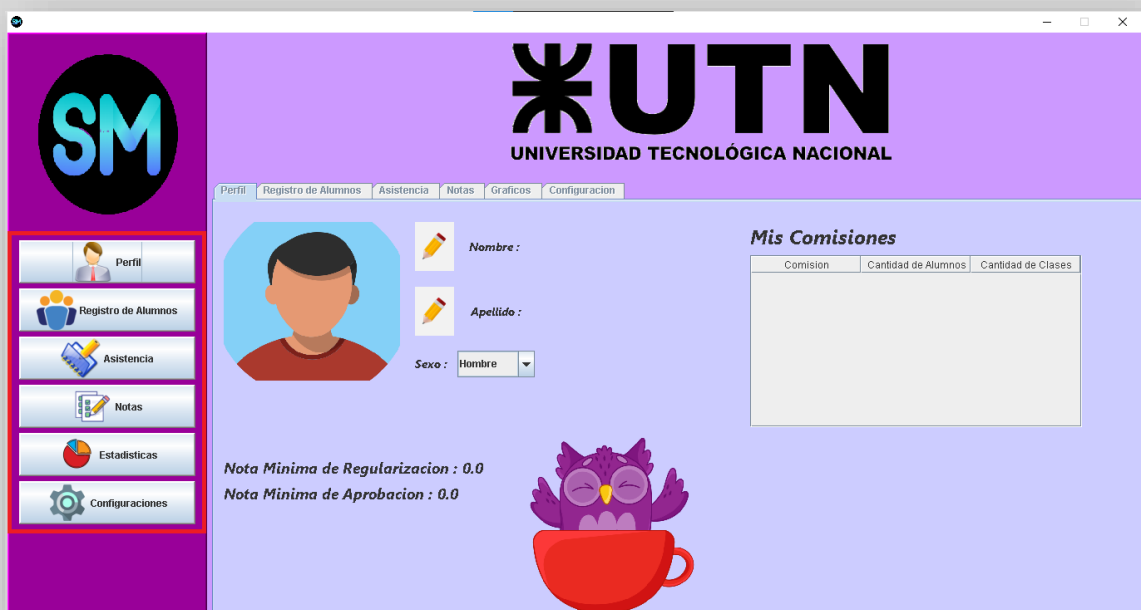 SM
UTN
UNIVERSIDAD TECNOLÓGICA NACIONAL
Perfil
Registro de Alumnos
Asistencia
Notas
Estadisticas
Configuraciones
Perfil Registro de Alumnos Asistencia Notas Graficos Configuracion
Nombre :
Apellido :
Sexo : Hombre
Mis Comisiones
Comision Cantidad de Alumnos Cantidad de Clases
Nota Minima de Regularizacion : 0.0
Nota Minima de Aprobacion : 0.0